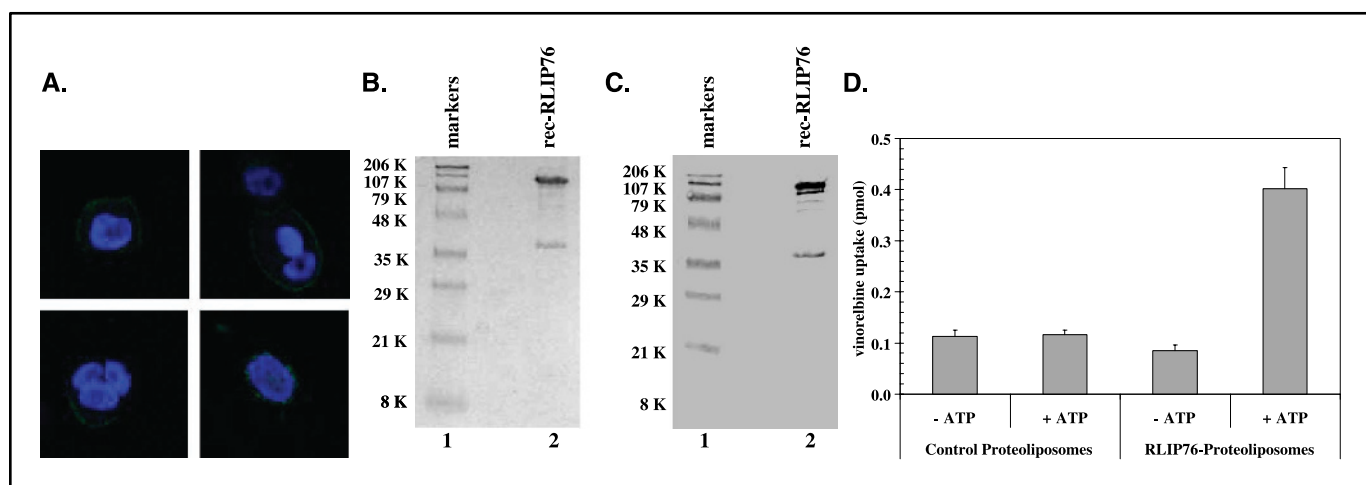 A.
B.
markers
rec-RLIP76
206 K
107 K
79 K
48 K
35 K
29 K
21 K
8 K
1 2
C.
markers
rec-RLIP76
206 K
107 K
79 K
48 K
35 K
29 K
21 K
8 K
1 2
D.
vinorelbine uptake (pmol)
0.5
0.4
0.3
0.2
0.1
0.0
- ATP + ATP - ATP + ATP
Control Proteoliposomes RLIP76-Proteoliposomes